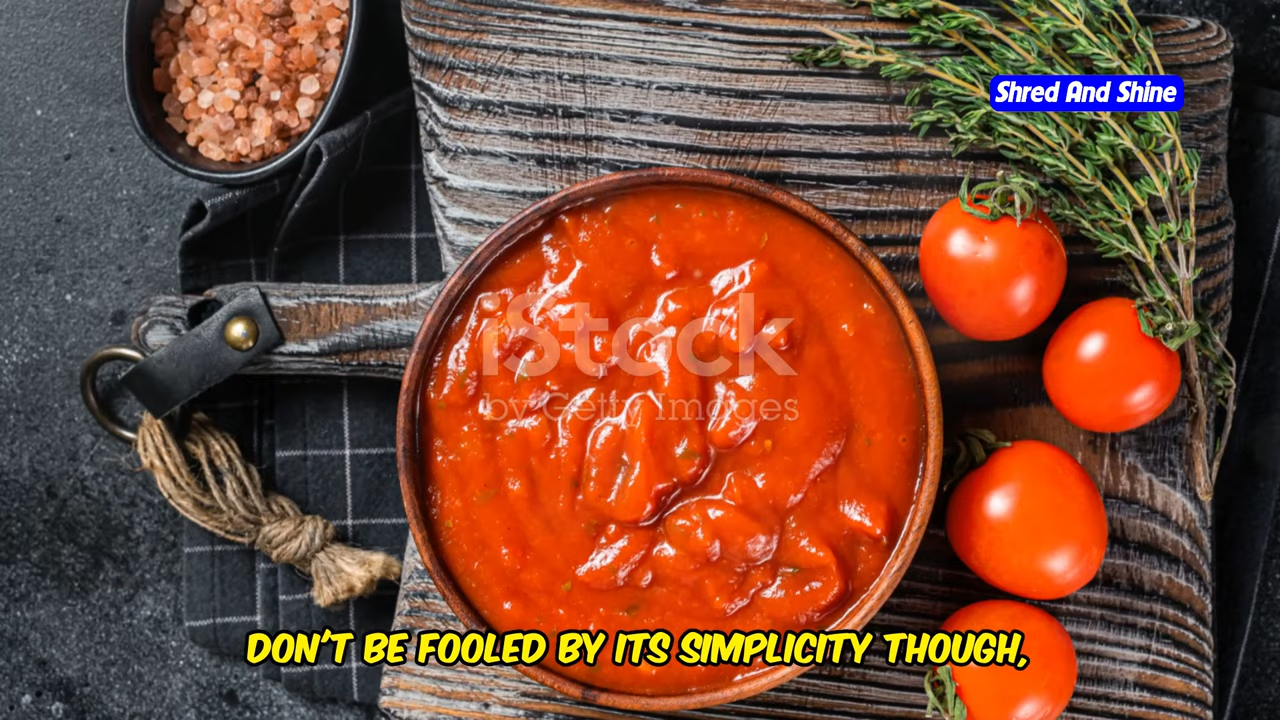 Shred And Shine
iStock
by Getty Images
DON'T BE FOOLED BY ITS SIMPLICITY THOUGH,